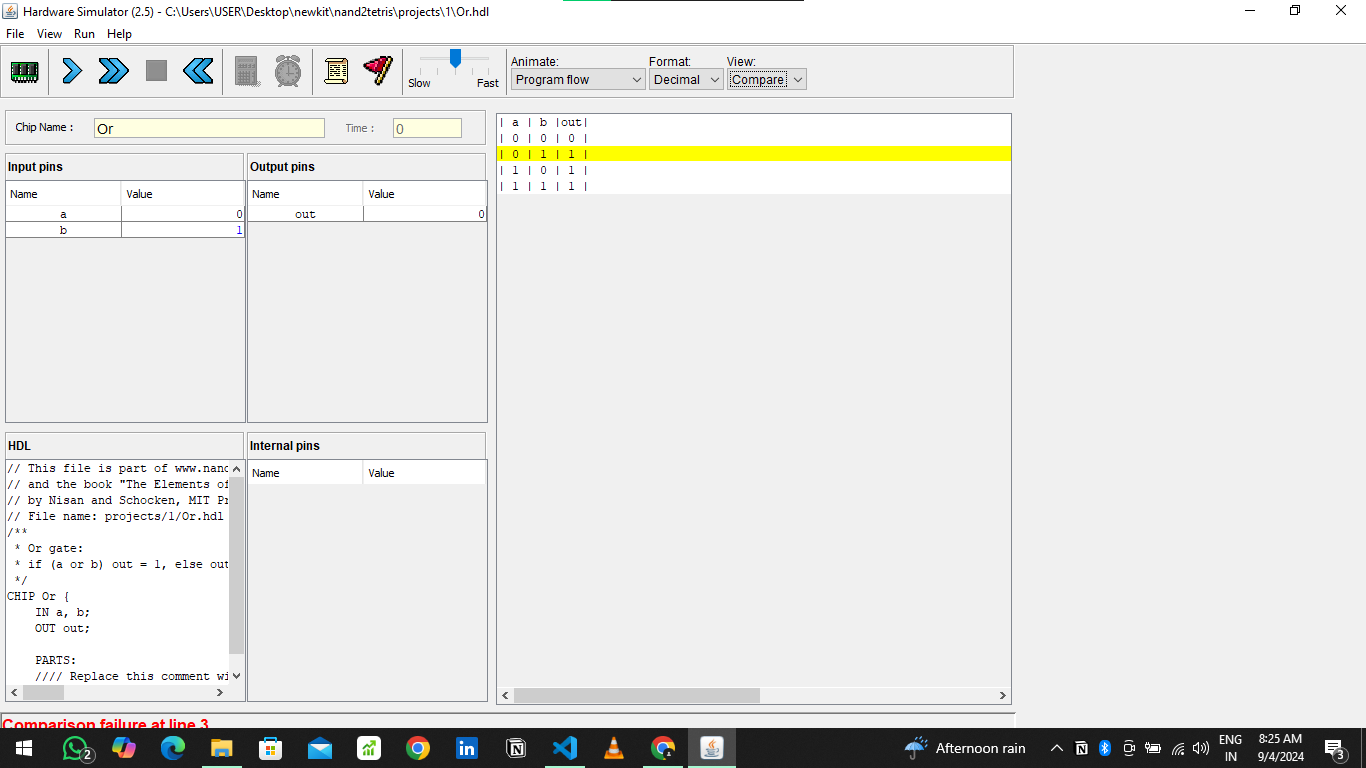 Hardware Simulator (2.5) - C:\Users\USER\Desktop\newkit\nand2tetris\projects\1\Or.hdl
File View Run Help
Slow Fast
Animate: Format: View:
Program flow Decimal Compare
Chip Name : Or Time : 0
Input pins
Name Value
a 0
b 1
Output pins
Name Value
out 0
| a | b |out|
| 0 | 0 | 0 |
| 0 | 1 | 1 |
| 1 | 0 | 1 |
| 1 | 1 | 1 |
HDL
// This file is part of www.nand
// and the book "The Elements of
// by Nisan and Schocken, MIT Pr
// File name: projects/1/Or.hdl
/**
* Or gate:
* if (a or b) out = 1, else out
*/
CHIP Or {
IN a, b;
OUT out;
PARTS:
//// Replace this comment wi
Internal pins
Name Value
Comparison failure at line 3
2
Afternoon rain
ENG
IN
8:25 AM
9/4/2024
3